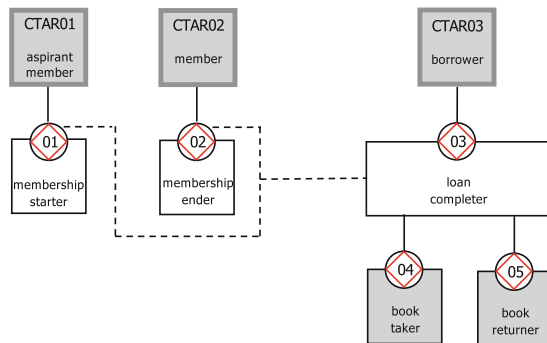 CTAR01
aspirant
member
CTAR02
member
CTAR03
borrower
01
membership
starter
02
membership
ender
03
loan
completer
04
book
taker
05
book
returner